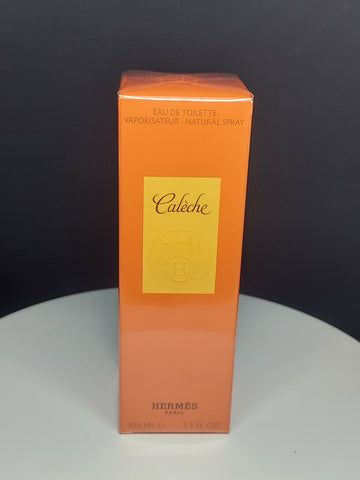 EAU DE TOILETTE
VAPORISATEUR - NATURAL SPRAY
Calèche
H
HERMÈS
PARIS
100 ML ℮ 3.3 FL.OZ.